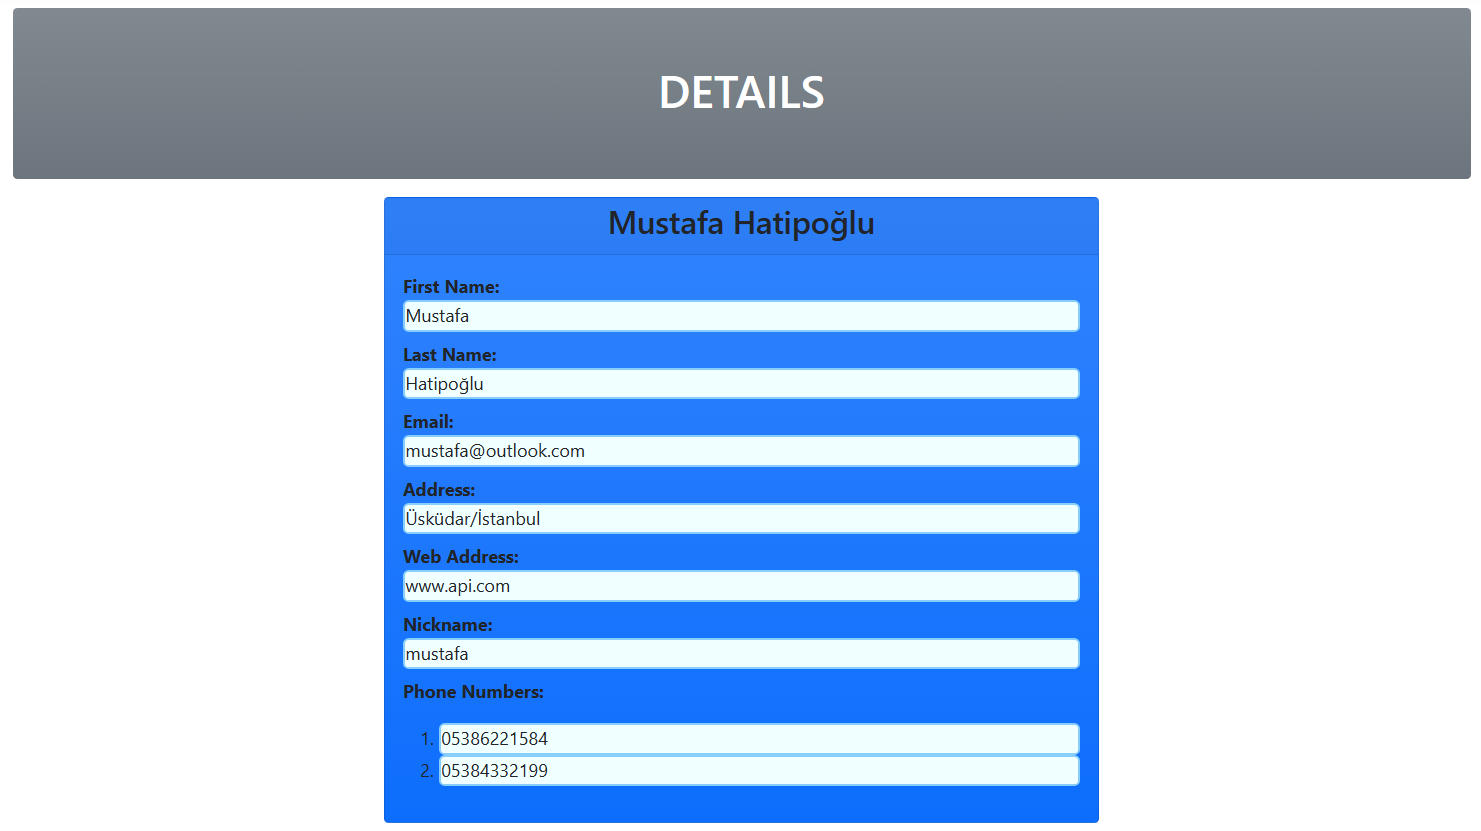 DETAILS
Mustafa Hatipoğlu
First Name:
Mustafa
Last Name:
Hatipoğlu
Email:
mustafa@outlook.com
Address:
Üsküdar/İstanbul
Web Address:
www.api.com
Nickname:
mustafa
Phone Numbers:
1. 05386221584
2. 05384332199